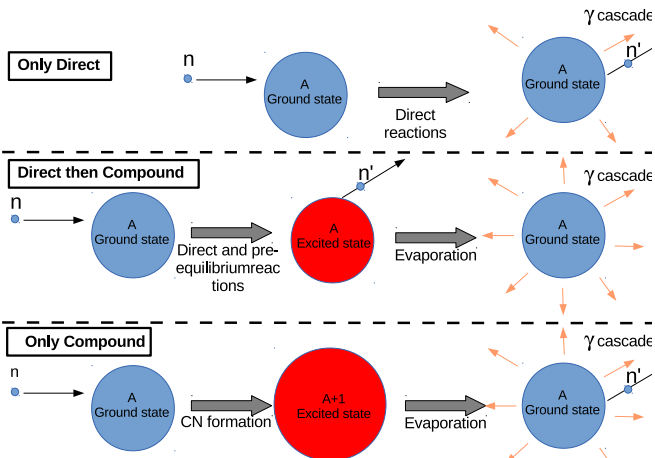 γ cascade
n
n'
Only Direct
A
Ground state
A
Ground state
Direct
reactions
Direct then Compound
n'
γ cascade
n
A
Ground state
A
Excited state
A
Ground state
Direct and pre-
equilibriumreac
tions
Evaporation
Only Compound
γ cascade
n
n'
A
Ground state
A+1
Excited state
A
Ground state
CN formation
Evaporation